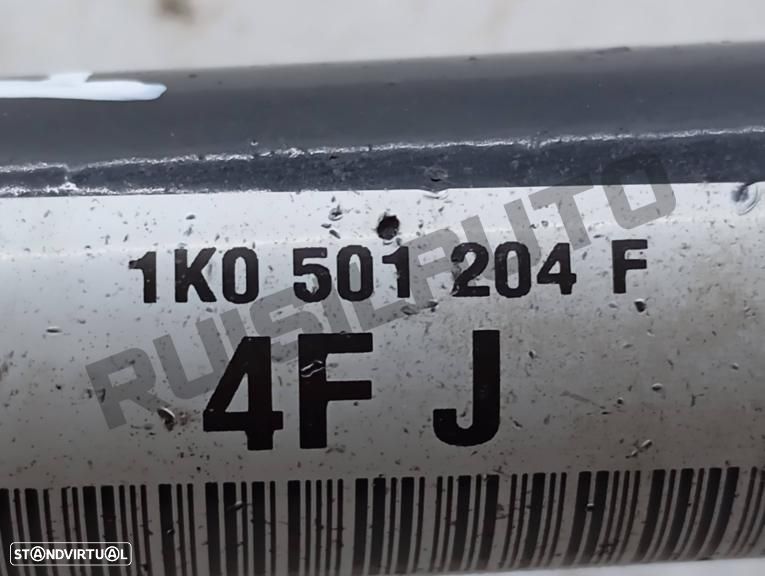 1K0 501 204 F
4F J
RUISILAUTO
STANDVIRTUAL